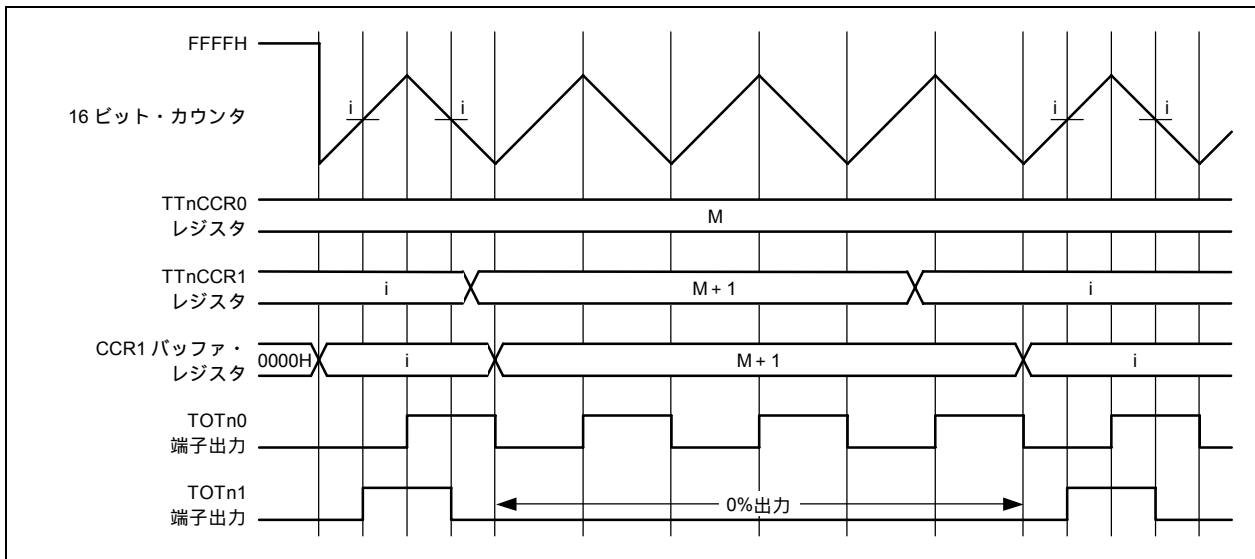 FFFFH
16 ビット・カウンタ
i
i
i
i
TTnCCR0
レジスタ
M
TTnCCR1
レジスタ
i
M + 1
i
CCR1 バッファ・
レジスタ
0000H
i
M + 1
i
TOTn0
端子出力
TOTn1
端子出力
0%出力